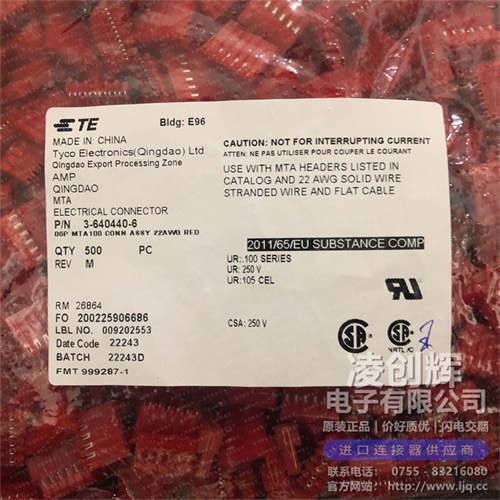 TE
Bldg: E96
MADE IN: CHINA
Tyco Electronics(Qingdao) Ltd
Qingdao Export Processing Zone
AMP
QINGDAO
MTA
ELECTRICAL CONNECTOR
P/N 3-640440-6
06P MTA100 CONN ASSY 22AWG RED
QTY 500 PC
REV M
RM 26864
FO 200225906686
LBL NO. 009202553
Date Code 22243
BATCH 22243D
FMT 999287-1
CAUTION: NOT FOR INTERRUPTING CURRENT
ATTEN: NE PAS UTILISER POUR COUPER LE COURANT
USE WITH MTA HEADERS LISTED IN
CATALOG AND 22 AWG SOLID WIRE
STRANDED WIRE AND FLAT CABLE
2011/65/EU SUBSTANCE COMP
UR: .100 SERIES
UR: 250 V
UR:105 CEL
CSA: 250 V
NRTL/C
凌创辉
电子有限公司
原装正品 | 价好质优 | 闪电交期
进口连接器供应商
联系电话: 0755 - 83216080
官方网站: http://www.ljq.cc